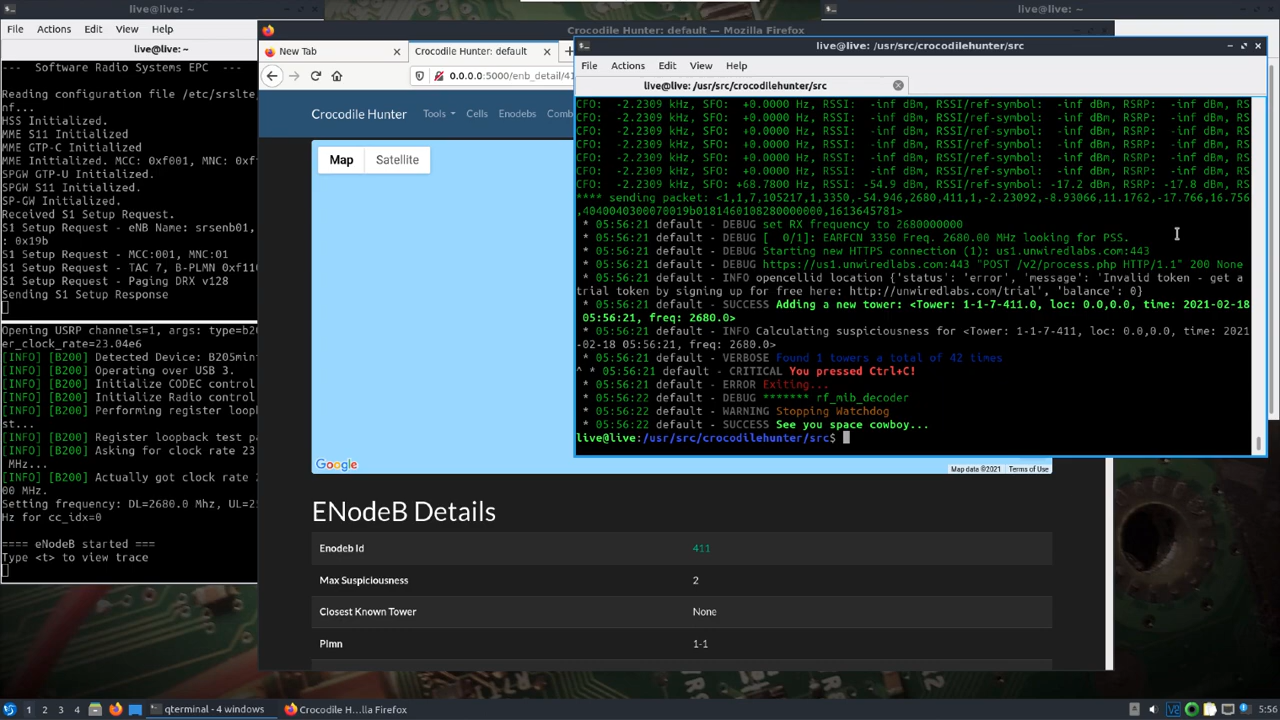 live@live: ~
File Actions Edit View Help
live@live: ~
--- Software Radio Systems EPC ---
Reading configuration file /etc/srslte,
nf...
HSS Initialized.
MME S11 Initialized
MME GTP-C Initialized
MME Initialized. MCC: 0xf001, MNC: 0xf
SPGW GTP-U Initialized.
SPGW S11 Initialized.
SP-GW Initialized.
Received S1 Setup Request.
S1 Setup Request - eNB Name: srsenb01,
: 0x19b
S1 Setup Request - MCC:001, MNC:01
S1 Setup Request - TAC 7, B-PLMN 0xf11
S1 Setup Request - Paging DRX v128
Sending S1 Setup Response
Opening USRP channels=1, args: type=b2
er_clock_rate=23.04e6
[INFO] [B200] Detected Device: B205min
[INFO] [B200] Operating over USB 3.
[INFO] [B200] Initialize CODEC control
[INFO] [B200] Initialize Radio control
[INFO] [B200] Performing register loop
st...
[INFO] [B200] Register loopback test pa
[INFO] [B200] Asking for clock rate 23
MHz...
[INFO] [B200] Actually got clock rate 2
00 MHz.
Setting frequency: DL=2680.0 Mhz, UL=2
Hz for cc_idx=0
==== eNodeB started ===
Type <t> to view trace
Crocodile Hunter: default — Mozilla Firefox
New Tab
Crocodile Hunter: default
0.0.0.0:5000/enb_detail/41
Crocodile Hunter Tools Cells Enodebs Comb
Map Satellite
Google
Map data ©2021 Terms of Use
ENodeB Details
Enodeb Id 411
Max Suspiciousness 2
Closest Known Tower None
Plmn 1-1
live@live: ~
live@live: /usr/src/crocodilehunter/src
File Actions Edit View Help
live@live: /usr/src/crocodilehunter/src
CFO: -2.2309 kHz, SFO: +0.0000 Hz, RSSI: -inf dBm, RSSI/ref-symbol: -inf dBm, RSRP: -inf dBm, RS
CFO: -2.2309 kHz, SFO: +0.0000 Hz, RSSI: -inf dBm, RSSI/ref-symbol: -inf dBm, RSRP: -inf dBm, RS
CFO: -2.2309 kHz, SFO: +0.0000 Hz, RSSI: -inf dBm, RSSI/ref-symbol: -inf dBm, RSRP: -inf dBm, RS
CFO: -2.2309 kHz, SFO: +0.0000 Hz, RSSI: -inf dBm, RSSI/ref-symbol: -inf dBm, RSRP: -inf dBm, RS
CFO: -2.2309 kHz, SFO: +0.0000 Hz, RSSI: -inf dBm, RSSI/ref-symbol: -inf dBm, RSRP: -inf dBm, RS
CFO: -2.2309 kHz, SFO: +0.0000 Hz, RSSI: -inf dBm, RSSI/ref-symbol: -inf dBm, RSRP: -inf dBm, RS
CFO: -2.2309 kHz, SFO: +68.7800 Hz, RSSI: -54.9 dBm, RSSI/ref-symbol: -17.2 dBm, RSRP: -17.8 dBm, RS
**** sending packet: <1,1,7,105217,1,3350,-54.946,2680,411,1,-2.23092,-8.93066,11.1762,-17.766,16.756
,4040040300070019b0181460108280000000,1613645781>
* 05:56:21 default - DEBUG set RX frequency to 2680000000
* 05:56:21 default - DEBUG [ 0/1]: EARFCN 3350 Freq. 2680.00 MHz looking for PSS.
* 05:56:21 default - DEBUG Starting new HTTPS connection (1): us1.unwiredlabs.com:443
* 05:56:21 default - DEBUG https://us1.unwiredlabs.com:443 "POST /v2/process.php HTTP/1.1" 200 None
* 05:56:21 default - INFO opencellid location {'status': 'error', 'message': 'Invalid token - get a
trial token by signing up for free here: http://unwiredlabs.com/trial', 'balance': 0}
* 05:56:21 default - SUCCESS Adding a new tower: <Tower: 1-1-7-411.0, loc: 0.0,0.0, time: 2021-02-18
05:56:21, freq: 2680.0>
* 05:56:21 default - INFO Calculating suspiciousness for <Tower: 1-1-7-411, loc: 0.0,0.0, time: 2021
-02-18 05:56:21, freq: 2680.0>
* 05:56:21 default - VERBOSE Found 1 towers a total of 42 times
^ * 05:56:21 default - CRITICAL You pressed Ctrl+C!
* 05:56:21 default - ERROR Exiting...
* 05:56:22 default - DEBUG ******* rf_mib_decoder
* 05:56:22 default - WARNING Stopping Watchdog
* 05:56:22 default - SUCCESS See you space cowboy...
live@live:/usr/src/crocodilehunter/src$
1 2 3 4 qterminal - 4 windows Crocodile H…lla Firefox 5:56